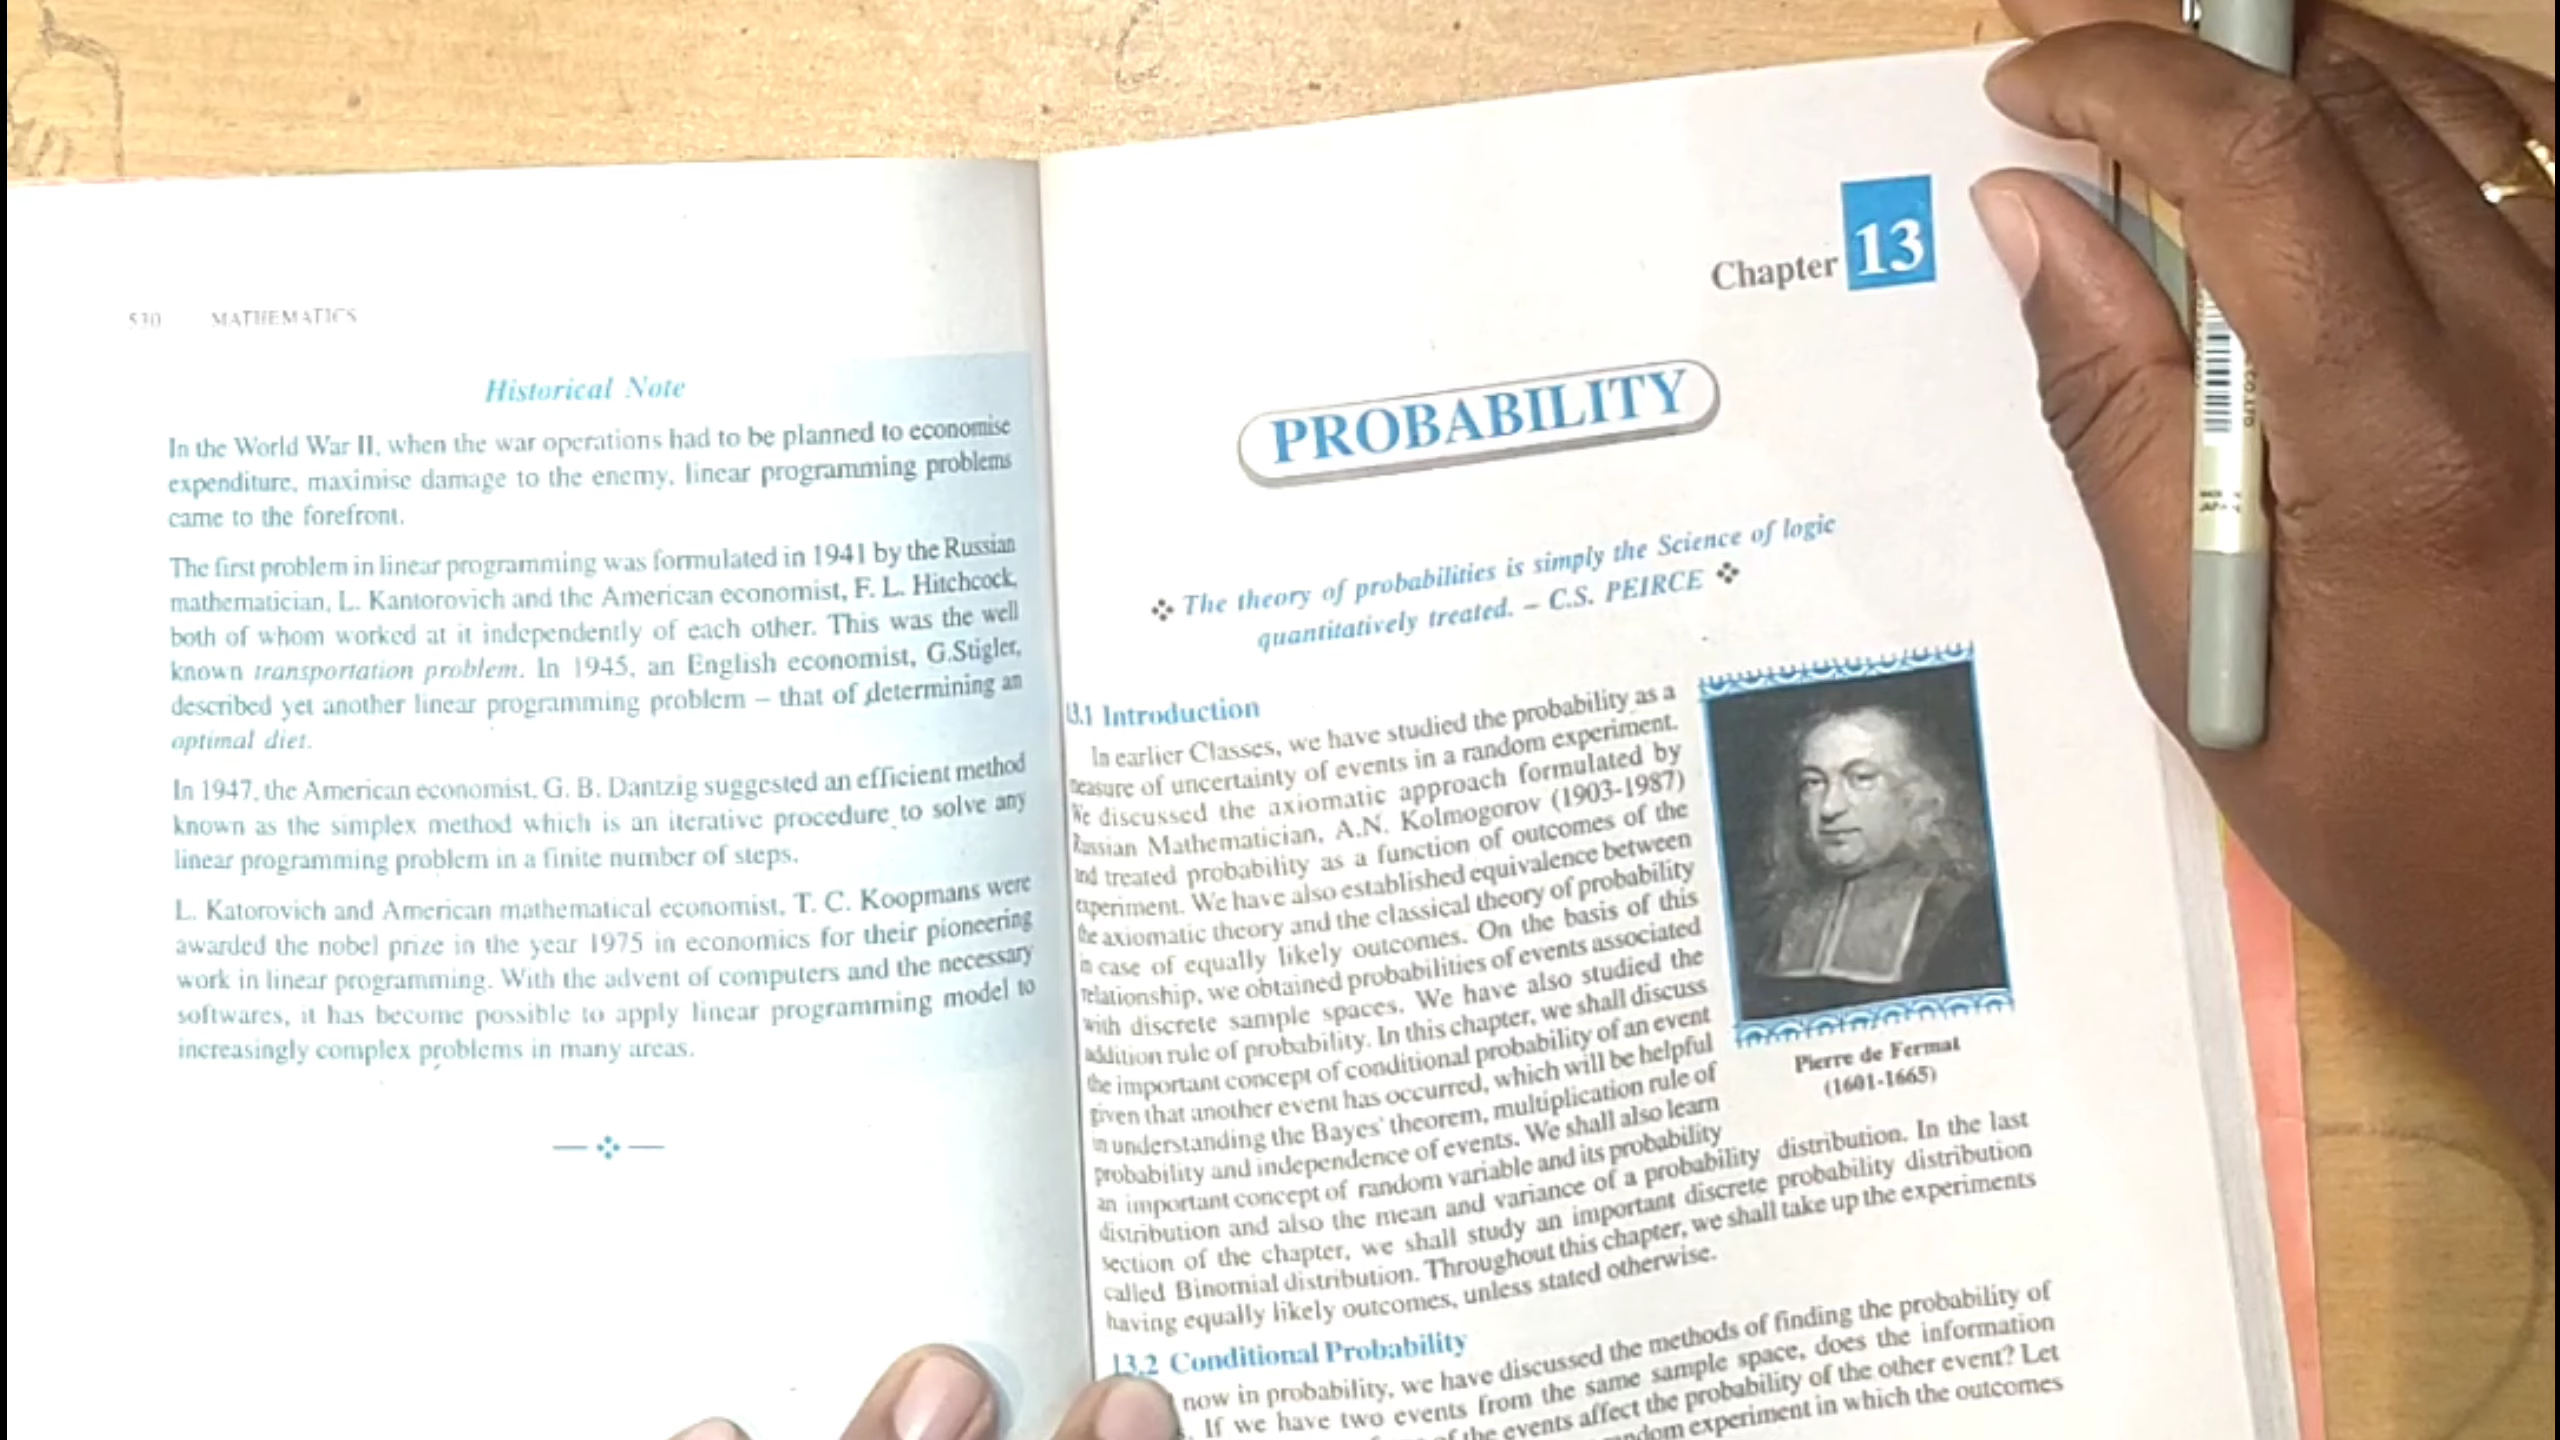 530 MATHEMATICS
Historical Note
In the World War II, when the war operations had to be planned to economise
expenditure, maximise damage to the enemy, linear programming problems
came to the forefront.
The first problem in linear programming was formulated in 1941 by the Russian
mathematician, L. Kantorovich and the American economist, F. L. Hitchcock,
both of whom worked at it independently of each other. This was the well
known transportation problem. In 1945, an English economist, G.Stigler,
described yet another linear programming problem – that of determining an
optimal diet.
In 1947, the American economist, G. B. Dantzig suggested an efficient method
known as the simplex method which is an iterative procedure to solve any
linear programming problem in a finite number of steps.
L. Katorovich and American mathematical economist, T. C. Koopmans were
awarded the nobel prize in the year 1975 in economics for their pioneering
work in linear programming. With the advent of computers and the necessary
softwares, it has become possible to apply linear programming model to
increasingly complex problems in many areas.
Chapter 13
PROBABILITY
❖ The theory of probabilities is simply the Science of logic
quantitatively treated. – C.S. PEIRCE ❖
13.1 Introduction
In earlier Classes, we have studied the probability as a
measure of uncertainty of events in a random experiment.
We discussed the axiomatic approach formulated by
Russian Mathematician, A.N. Kolmogorov (1903-1987)
and treated probability as a function of outcomes of the
experiment. We have also established equivalence between
the axiomatic theory and the classical theory of probability
in case of equally likely outcomes. On the basis of this
relationship, we obtained probabilities of events associated
with discrete sample spaces. We have also studied the
addition rule of probability. In this chapter, we shall discuss
the important concept of conditional probability of an event
given that another event has occurred, which will be helpful
in understanding the Bayes' theorem, multiplication rule of
probability and independence of events. We shall also learn
an important concept of random variable and its probability
distribution and also the mean and variance of a probability distribution. In the last
section of the chapter, we shall study an important discrete probability distribution
called Binomial distribution. Throughout this chapter, we shall take up the experiments
having equally likely outcomes, unless stated otherwise.
Pierre de Fermat
(1601-1665)
13.2 Conditional Probability
now in probability, we have discussed the methods of finding the probability of
. If we have two events from the same sample space, does the information
of the events affect the probability of the other event? Let
random experiment in which the outcomes